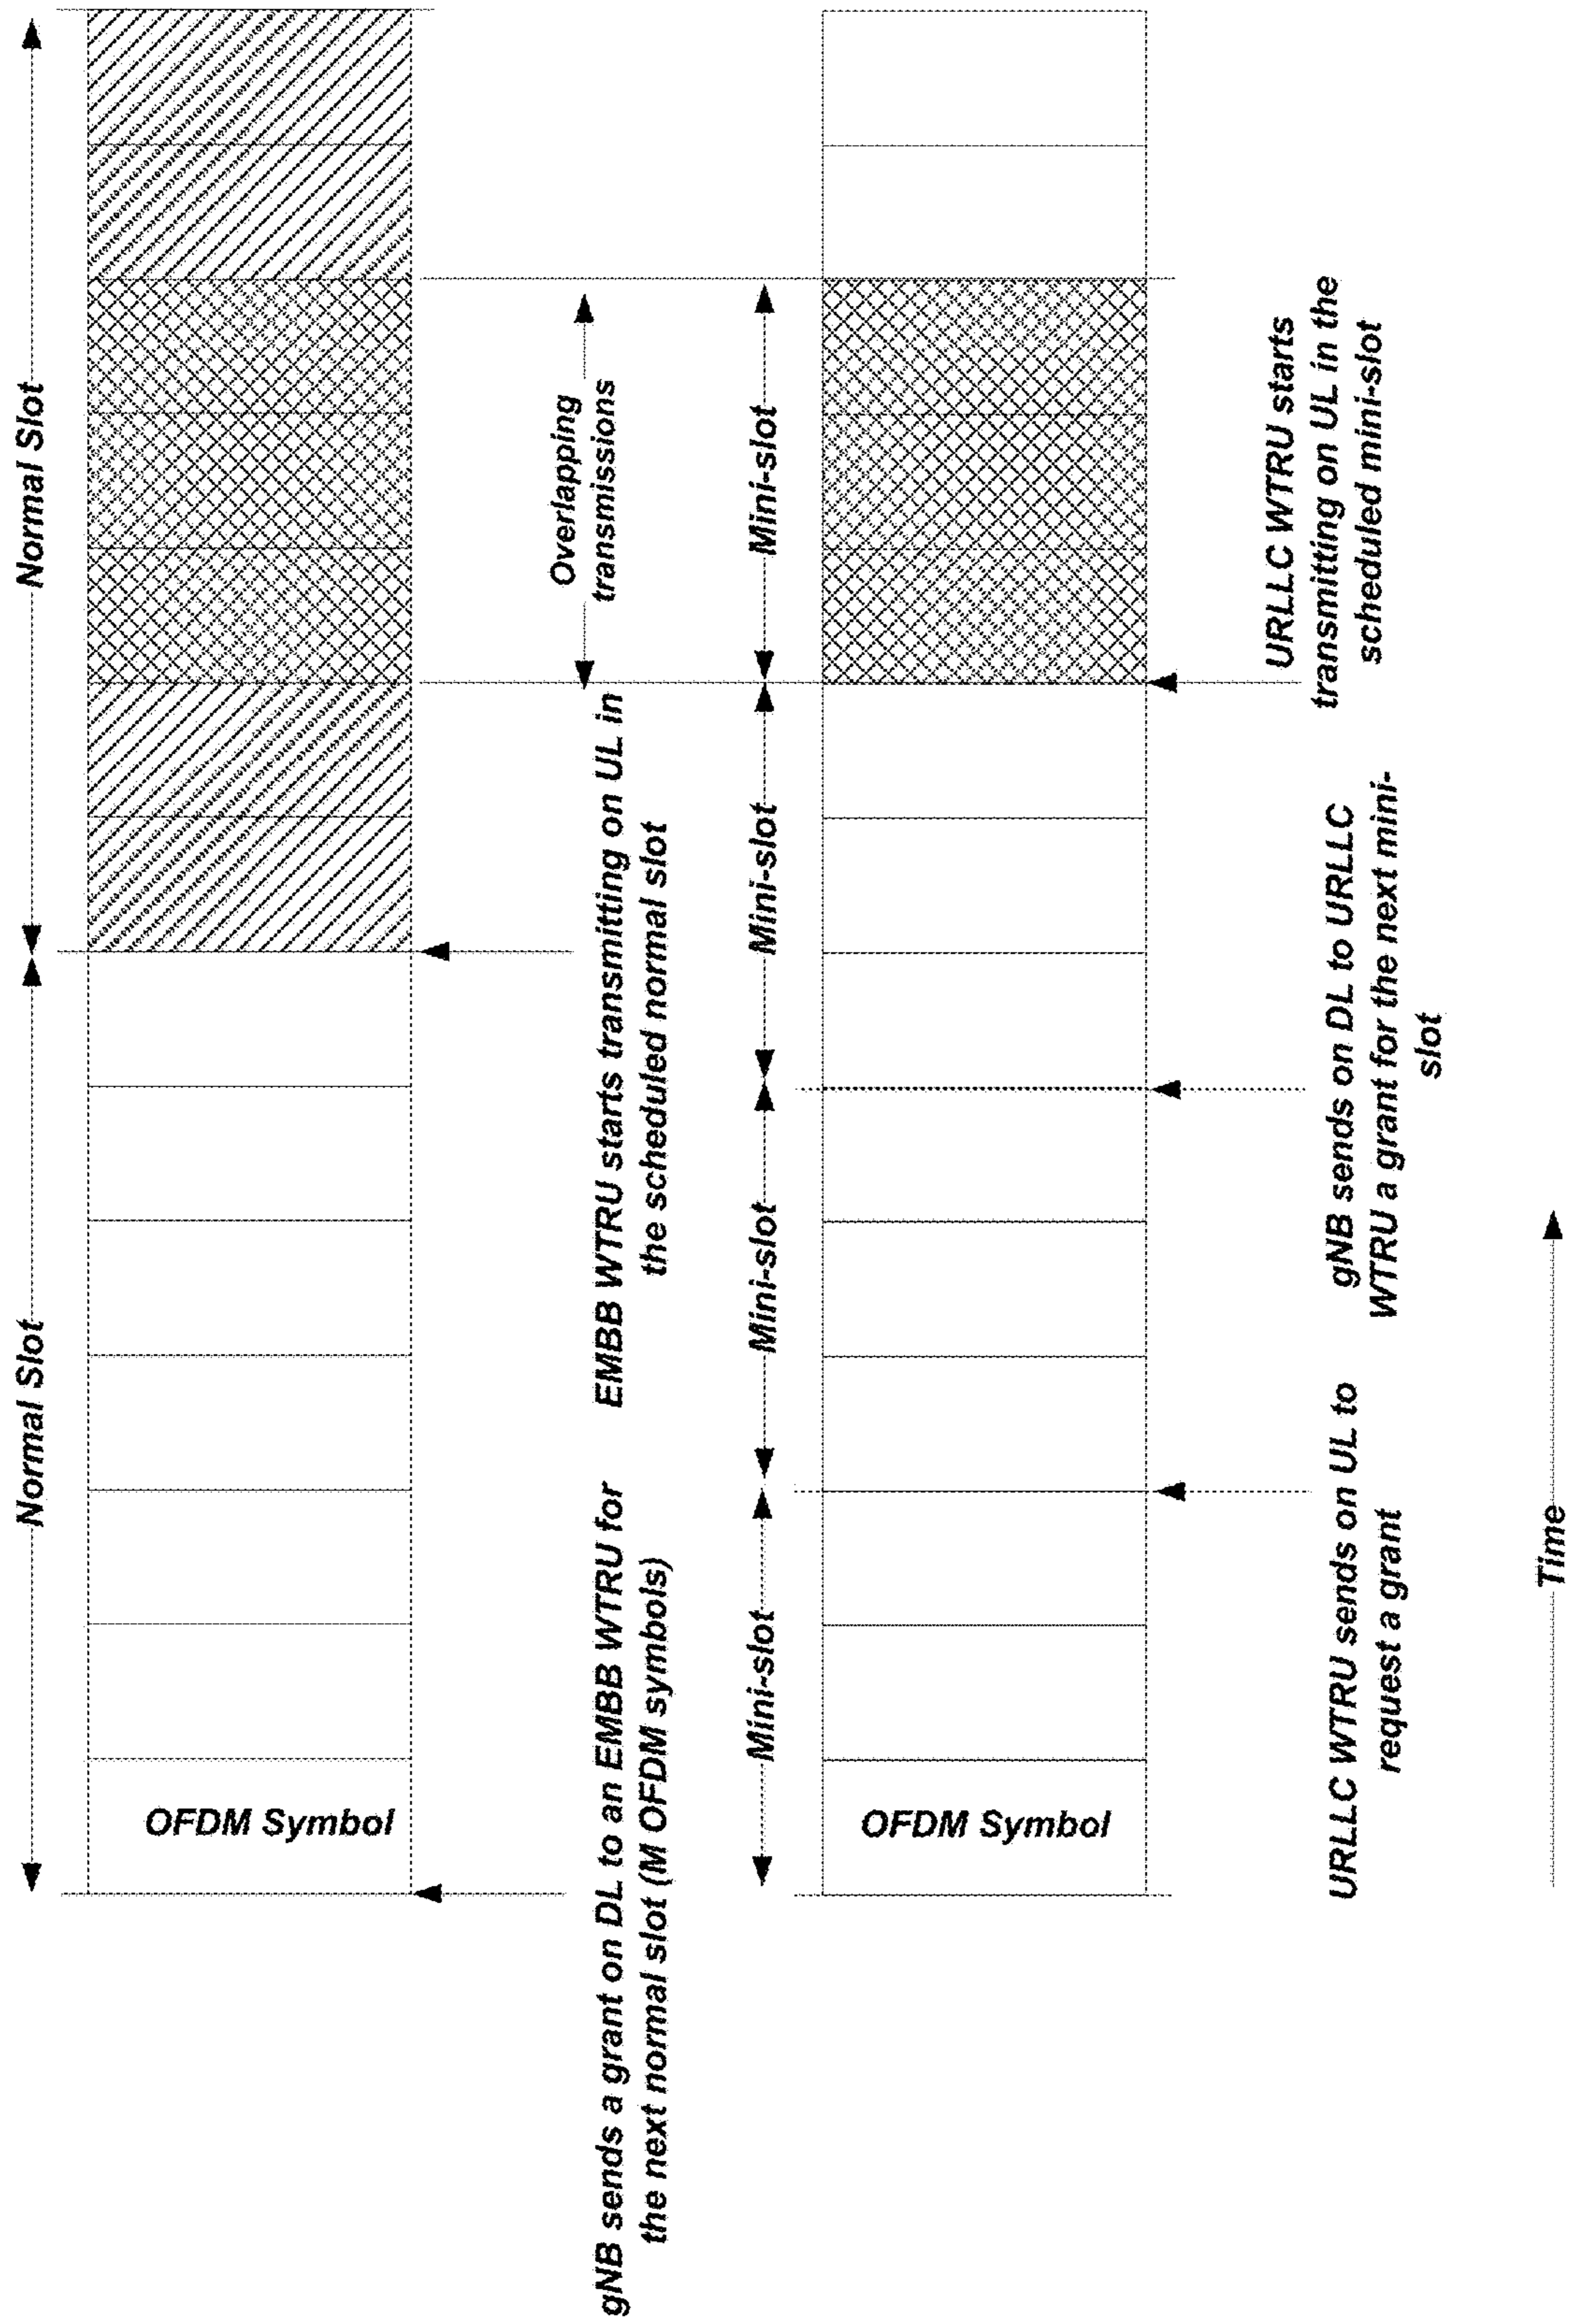 Normal Slot
Normal Slot
OFDM Symbol
gNB sends a grant on DL to an EMBB WTRU for
the next normal slot (M OFDM symbols)
EMBB WTRU starts transmitting on UL in
the scheduled normal slot
Overlapping
transmissions
Mini-slot
Mini-slot
Mini-slot
Mini-slot
OFDM Symbol
URLLC WTRU sends on UL to
request a grant
gNB sends on DL to URLLC
WTRU a grant for the next mini-
slot
URLLC WTRU starts
transmitting on UL in the
scheduled mini-slot
Time